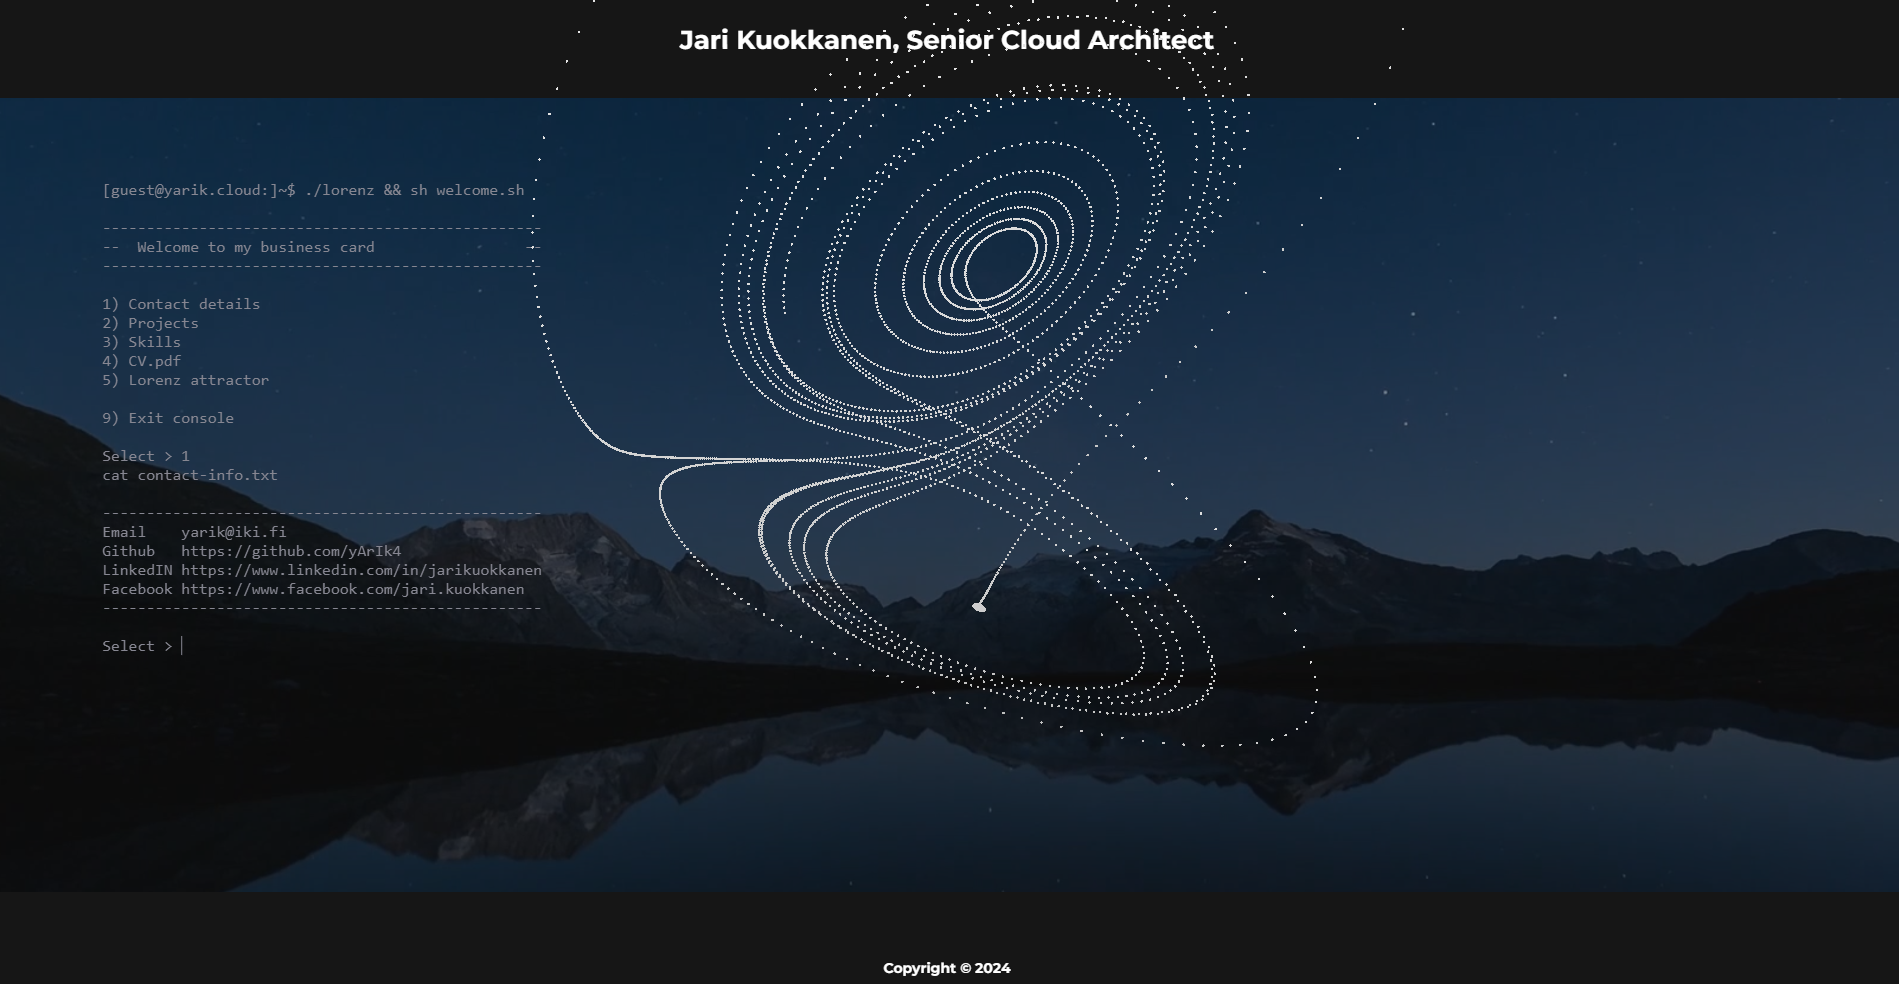 Jari Kuokkanen, Senior Cloud Architect
[guest@yarik.cloud:]~$ ./lorenz && sh welcome.sh
--------------------------------------------------
--  Welcome to my business card                 --
--------------------------------------------------
1) Contact details
2) Projects
3) Skills
4) CV.pdf
5) Lorenz attractor
9) Exit console
Select > 1
cat contact-info.txt
--------------------------------------------------
Email    yarik@iki.fi
Github   https://github.com/yArIk4
LinkedIN https://www.linkedin.com/in/jarikuokkanen
Facebook https://www.facebook.com/jari.kuokkanen
--------------------------------------------------
Select >
Copyright © 2024